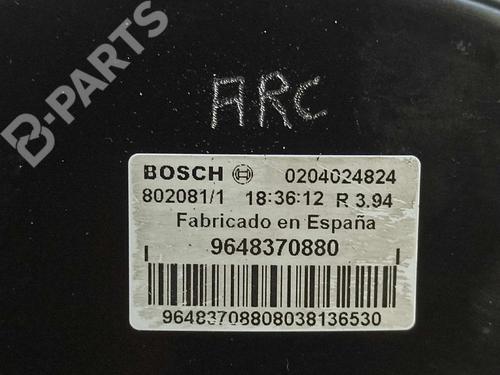 B-PARTS
ARC
BOSCH 0204024824
802081/1 18:36:12 R 3.94
Fabricado en España
9648370880
96483708808038136530